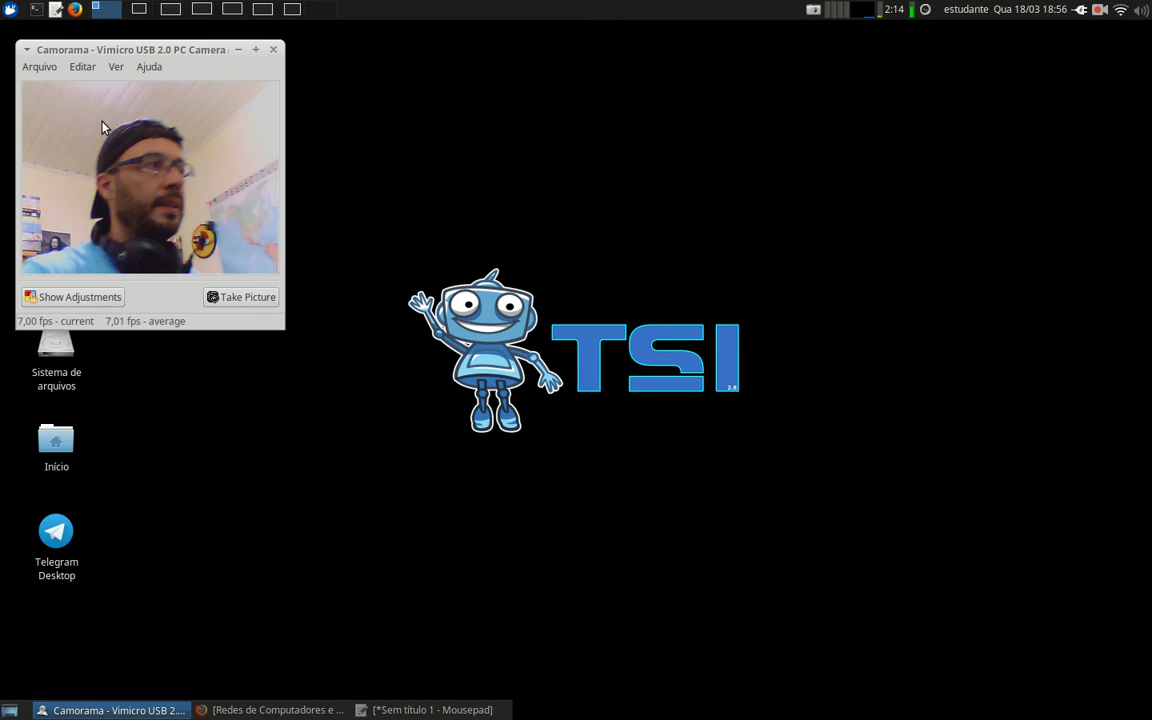 2:14
estudante Qua 18/03 18:56
Camorama - Vimicro USB 2.0 PC Camera
Arquivo Editar Ver Ajuda
Show Adjustments
Take Picture
7,00 fps - current 7,01 fps - average
Sistema de
arquivos
Início
Telegram
Desktop
TSI
2.0
Camorama - Vimicro USB 2....
[Redes de Computadores e ...
[*Sem título 1 - Mousepad]